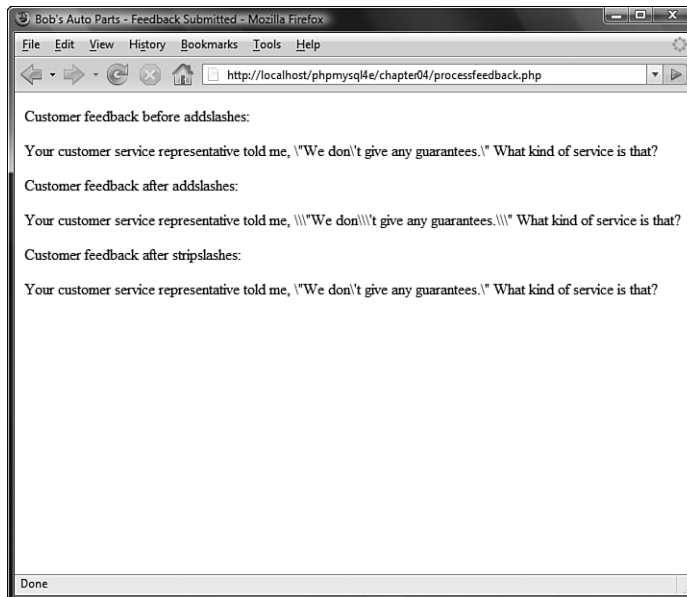 Bob's Auto Parts - Feedback Submitted - Mozilla Firefox
File Edit View History Bookmarks Tools Help
http://localhost/phpmysql4e/chapter04/processfeedback.php
Customer feedback before addslashes:
Your customer service representative told me, \"We don\'t give any guarantees.\" What kind of service is that?
Customer feedback after addslashes:
Your customer service representative told me, \\\"We don\\\'t give any guarantees.\\\" What kind of service is that?
Customer feedback after stripslashes:
Your customer service representative told me, \"We don\'t give any guarantees.\" What kind of service is that?
Done